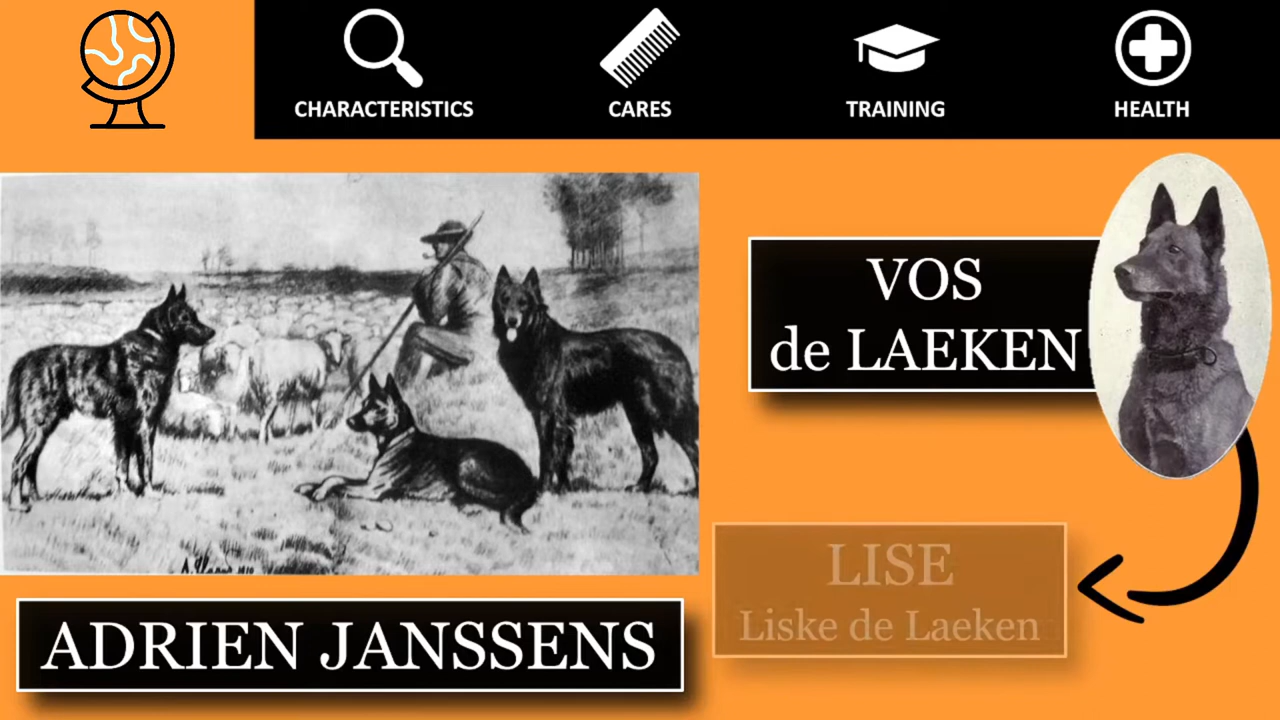 CHARACTERISTICS
CARES
TRAINING
HEALTH
VOS
de LAEKEN
LISE
Liske de Laeken
ADRIEN JANSSENS